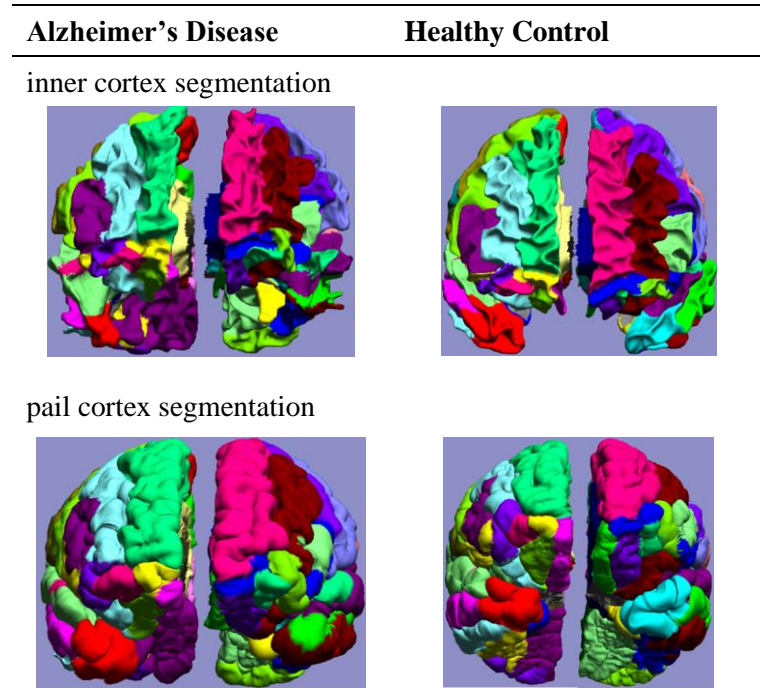 Alzheimer's Disease Healthy Control
inner cortex segmentation
pail cortex segmentation